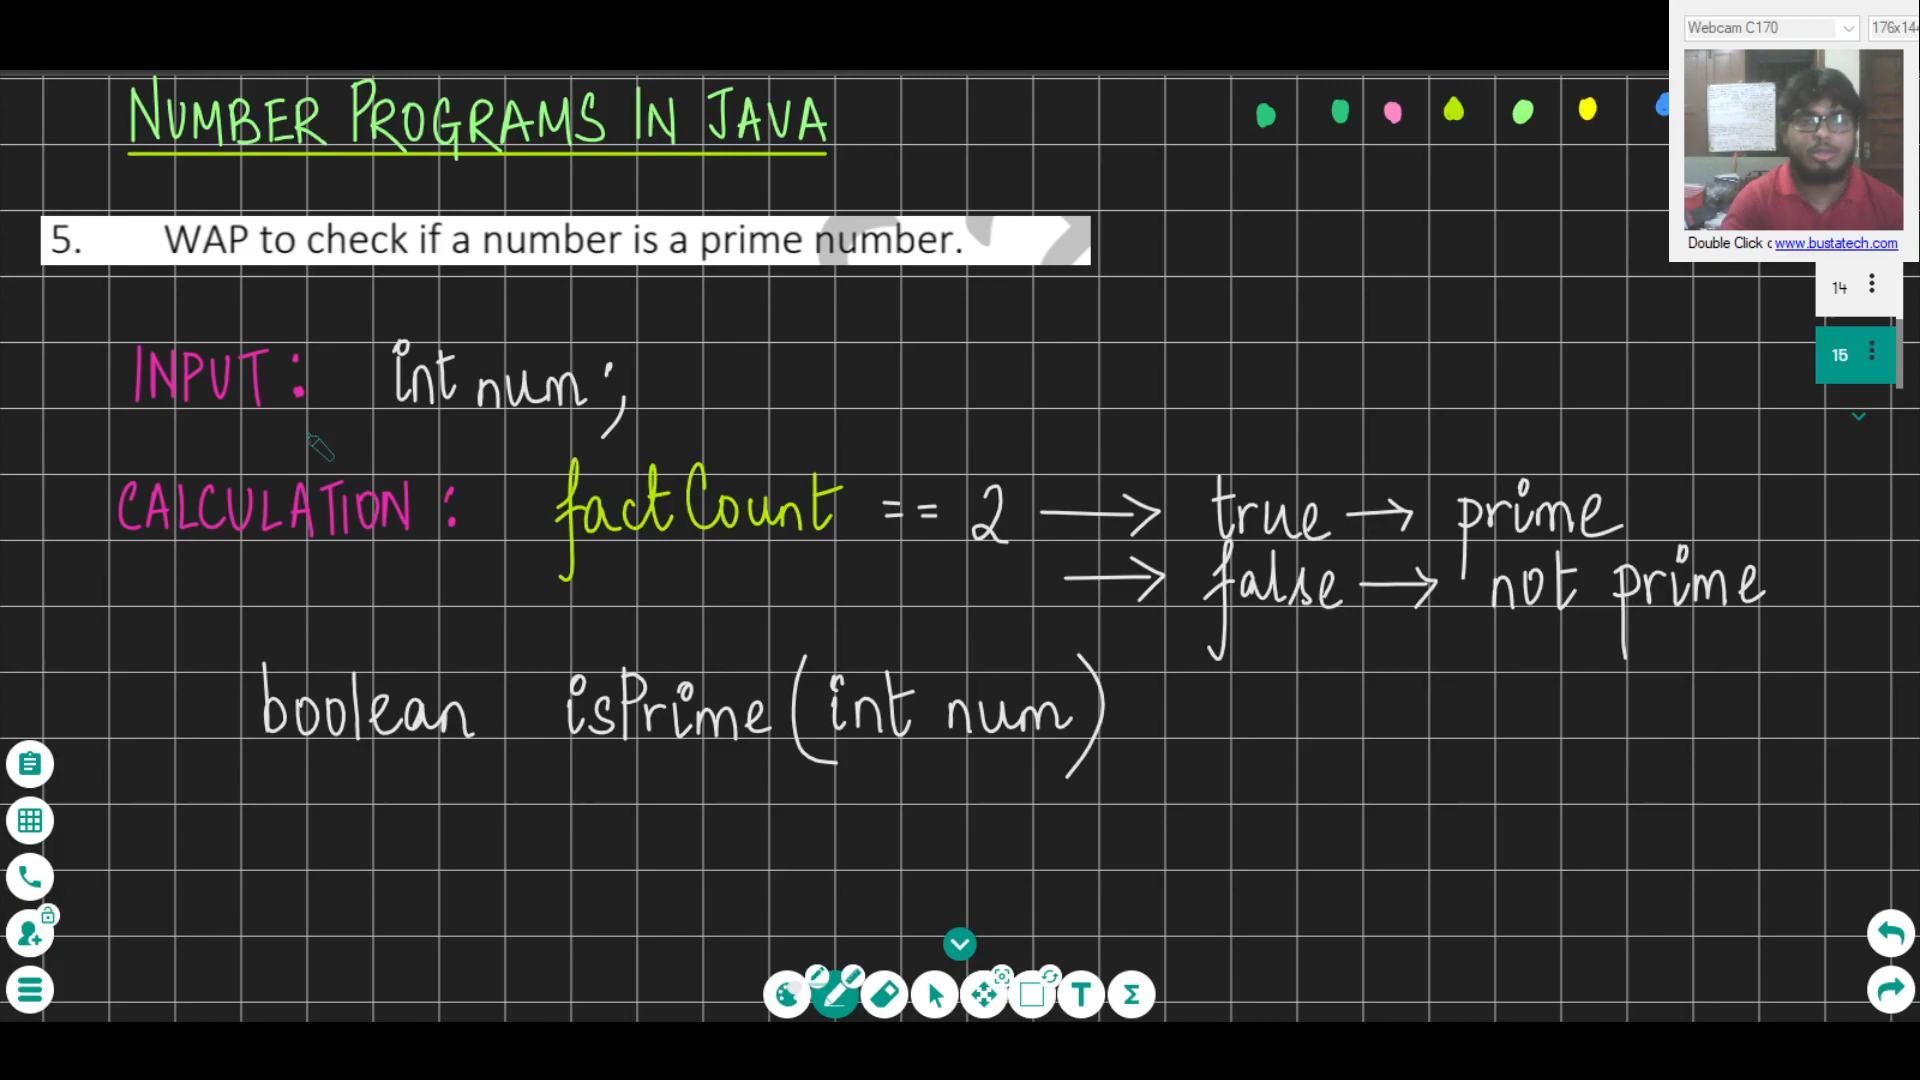 Webcam C170 176x144
NUMBER PROGRAMS IN JAVA
Double Click www.bustatech.com
5. WAP to check if a number is a prime number.
14
15
INPUT: int num;
CALCULATION: factCount == 2 → true → prime
→ false → not prime
boolean isPrime(int num)
T Σ